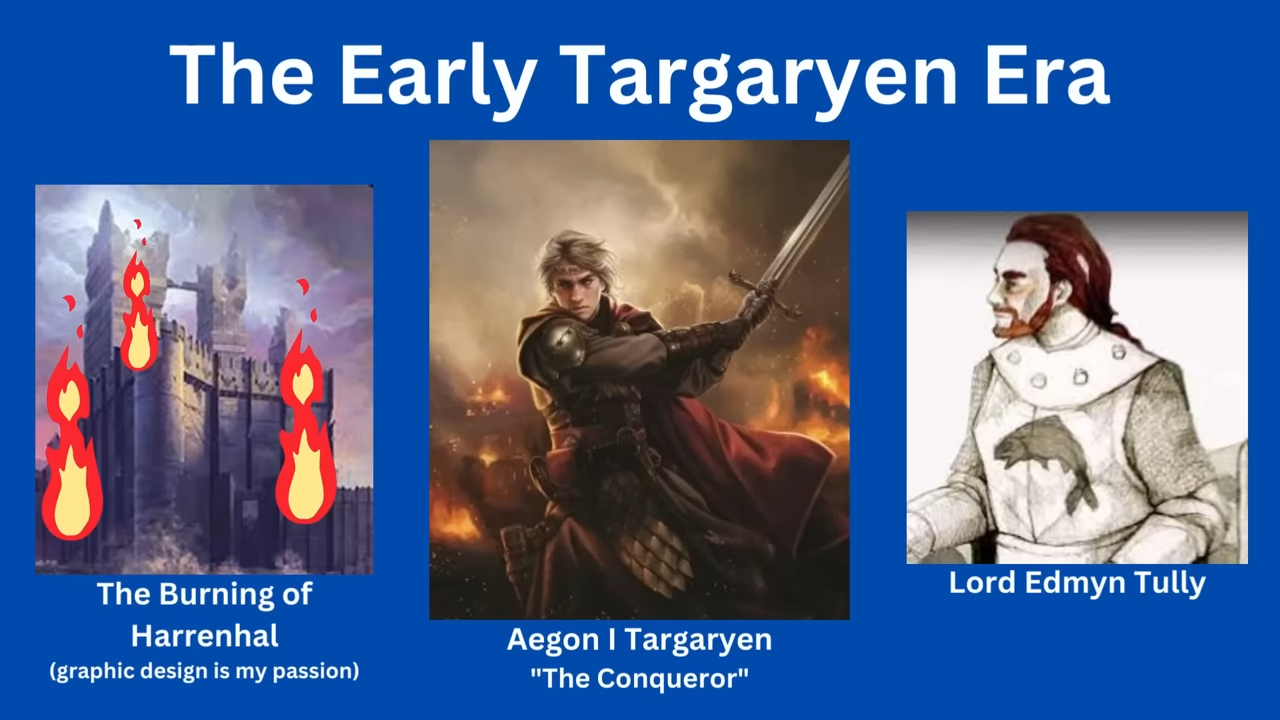 The Early Targaryen Era
The Burning of
Harrenhal
(graphic design is my passion)
Aegon I Targaryen
"The Conqueror"
Lord Edmyn Tully